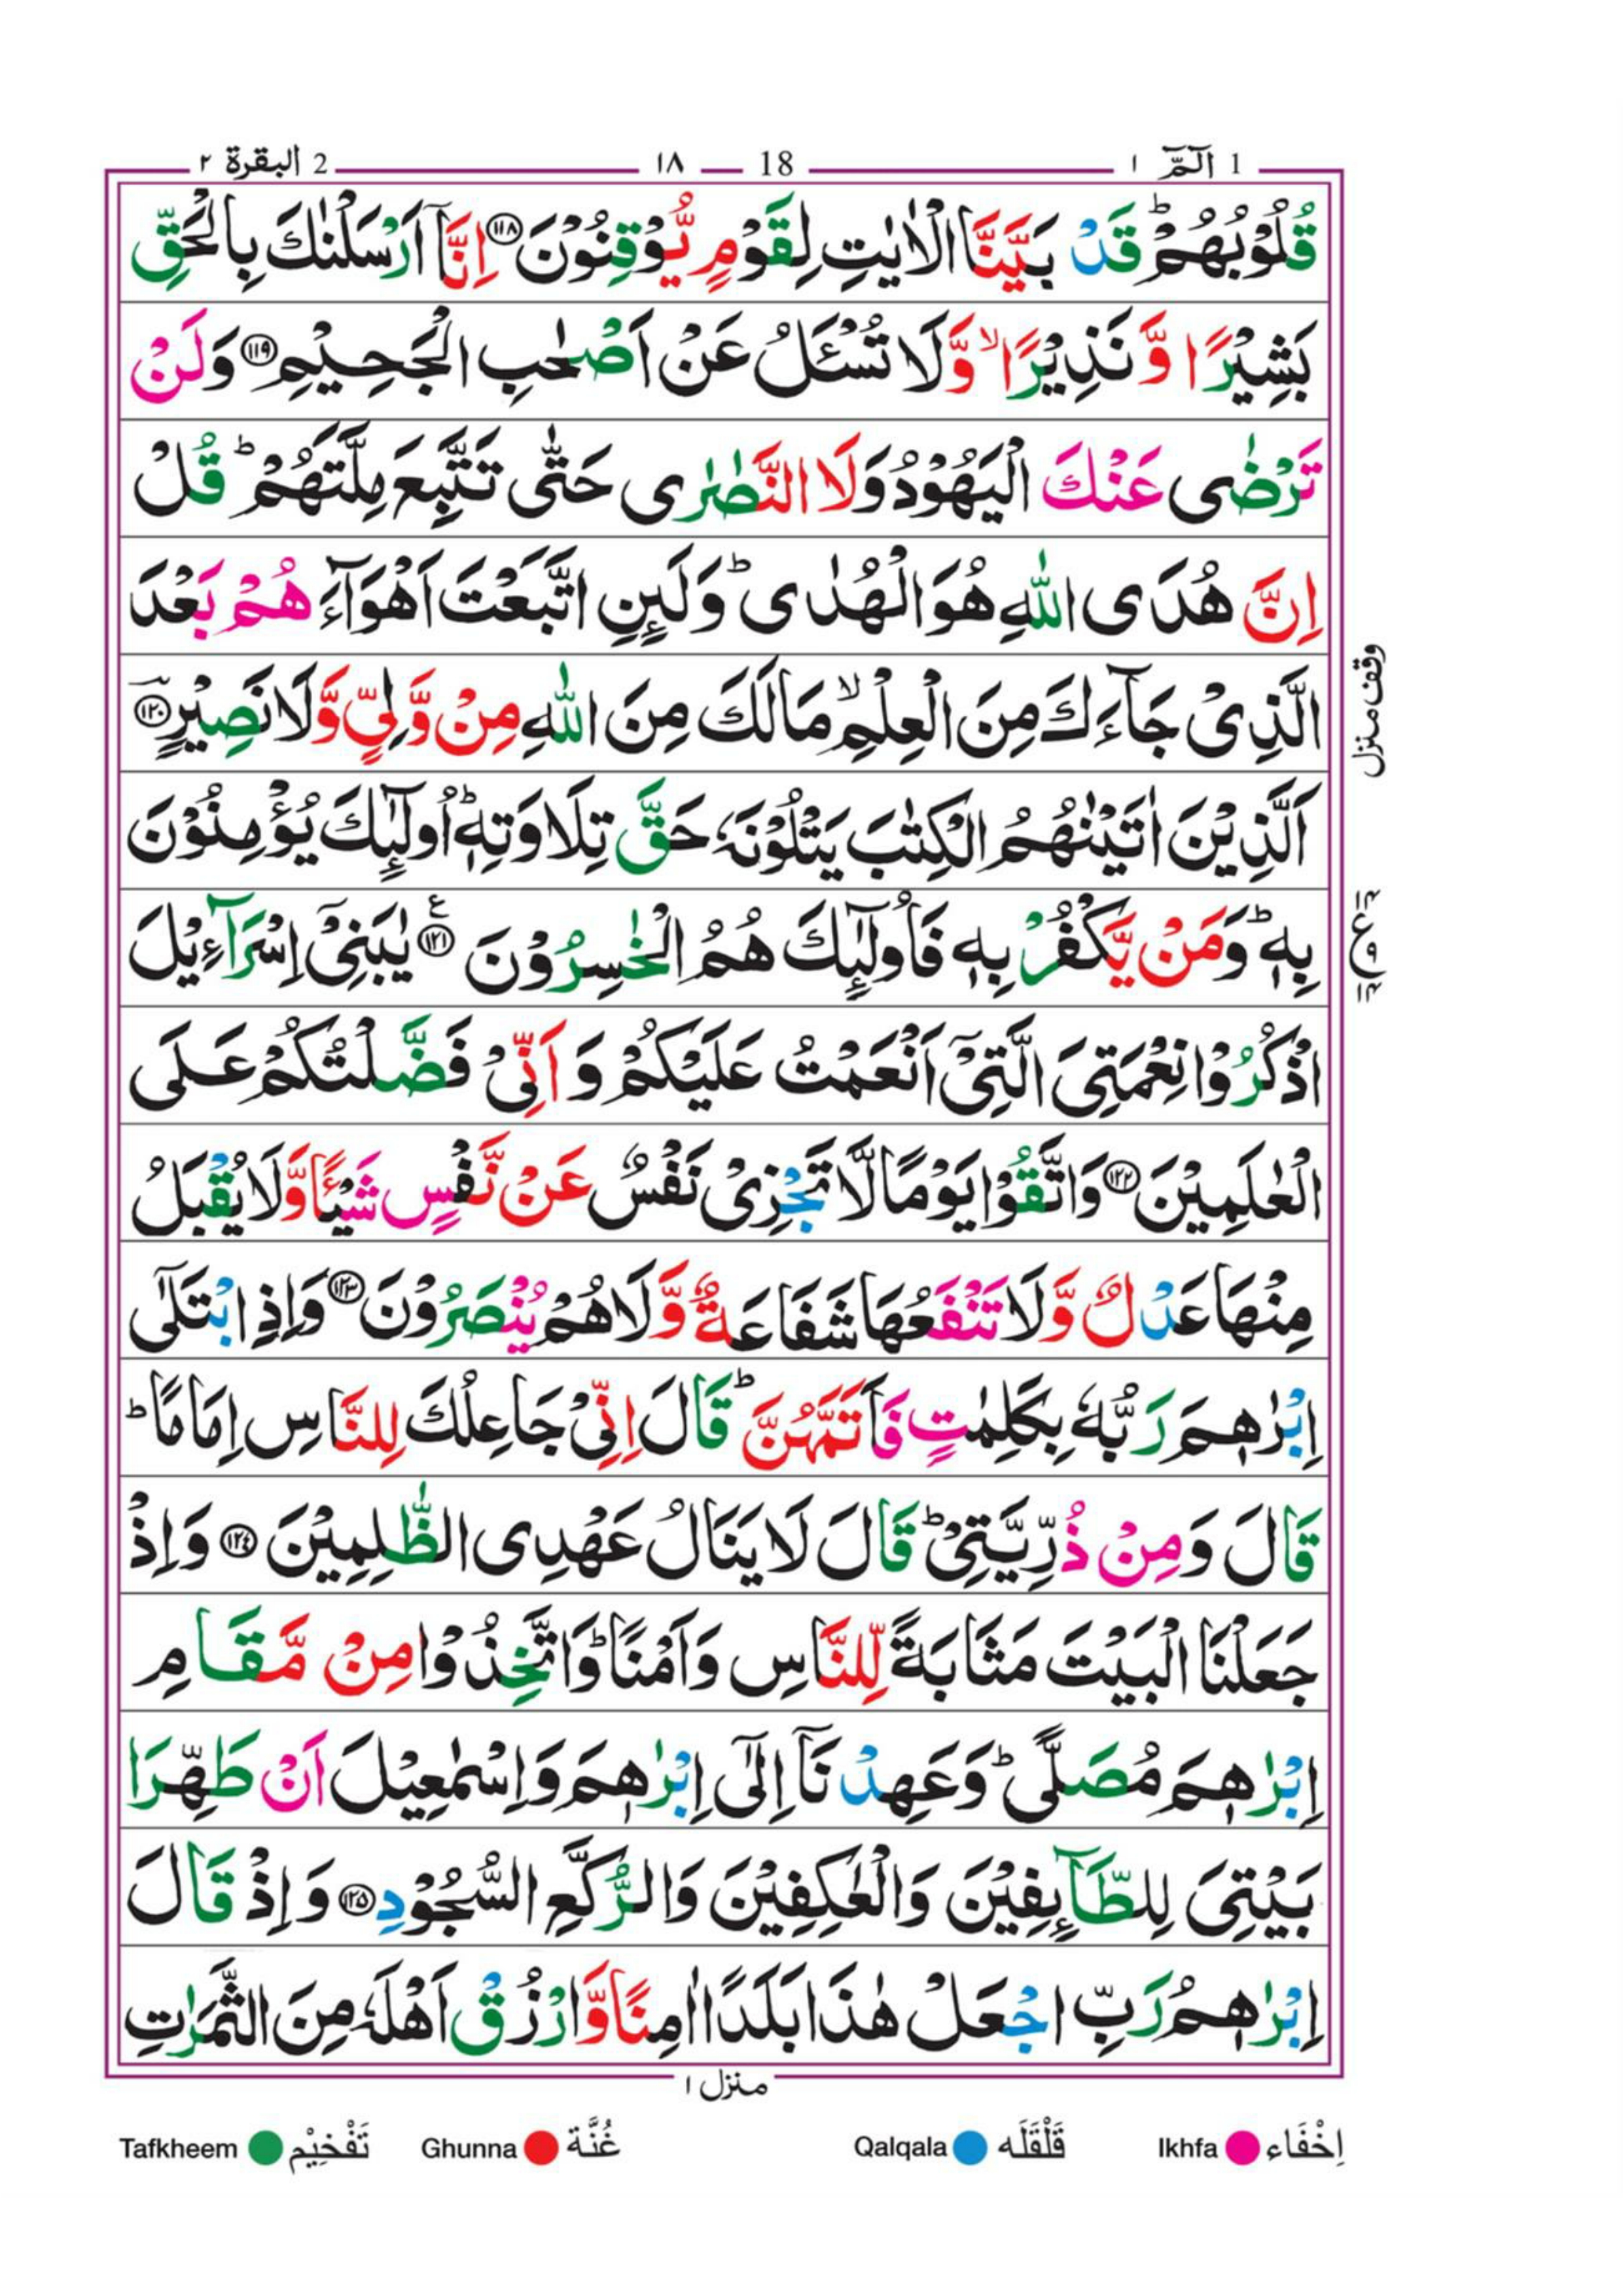 1 الٓمّٓ ١ 18 ١٨ 2 البقرة ٢
قُلُوْبُهُمْ ؕ قَدْ بَيَّنَّا الْاٰيٰتِ لِقَوْمٍ يُّوْقِنُوْنَ ﴿١١٨﴾ اِنَّاۤ اَرْسَلْنٰكَ بِالْحَقِّ
بَشِيْرًا وَّ نَذِيْرًا ۙ وَّلَا تُسْـَٔلُ عَنْ اَصْحٰبِ الْجَحِيْمِ ﴿١١٩﴾ وَلَنْ
تَرْضٰى عَنْكَ الْيَهُوْدُ وَلَا النَّصٰرٰى حَتّٰى تَتَّبِعَ مِلَّتَهُمْ ؕ قُلْ
اِنَّ هُدَى اللّٰهِ هُوَ الْهُدٰى ؕ وَلَئِنِ اتَّبَعْتَ اَهْوَآءَهُمْ بَعْدَ
الَّذِىْ جَآءَكَ مِنَ الْعِلْمِ ۙ مَا لَكَ مِنَ اللّٰهِ مِنْ وَّلِىٍّ وَّلَا نَصِيْرٍ ﴿١٢٠﴾
وقف منزل
اَلَّذِيْنَ اٰتَيْنٰهُمُ الْكِتٰبَ يَتْلُوْنَهٗ حَقَّ تِلَاوَتِهٖ ؕ اُولٰٓئِكَ يُؤْمِنُوْنَ
بِهٖ ؕ وَمَنْ يَّكْفُرْ بِهٖ فَاُولٰٓئِكَ هُمُ الْخٰسِرُوْنَ ﴿١٢١﴾ ع يٰبَنِىْۤ اِسْرَآءِيْلَ
اذْكُرُوْا نِعْمَتِىَ الَّتِىْۤ اَنْعَمْتُ عَلَيْكُمْ وَ اَنِّىْ فَضَّلْتُكُمْ عَلَى
الْعٰلَمِيْنَ ﴿١٢٢﴾ وَاتَّقُوْا يَوْمًا لَّا تَجْزِىْ نَفْسٌ عَنْ نَّفْسٍ شَيْـًٔا وَّلَا يُقْبَلُ
مِنْهَا عَدْلٌ وَّلَا تَنْفَعُهَا شَفَاعَةٌ وَّلَا هُمْ يُنْصَرُوْنَ ﴿١٢٣﴾ وَاِذِ ابْتَلٰٓى
اِبْرٰهٖمَ رَبُّهٗ بِكَلِمٰتٍ فَاَتَمَّهُنَّ ؕ قَالَ اِنِّىْ جَاعِلُكَ لِلنَّاسِ اِمَامًا ؕ
قَالَ وَمِنْ ذُرِّيَّتِىْ ؕ قَالَ لَا يَنَالُ عَهْدِى الظّٰلِمِيْنَ ﴿١٢٤﴾ وَاِذْ
جَعَلْنَا الْبَيْتَ مَثَابَةً لِّلنَّاسِ وَاَمْنًا ؕ وَاتَّخِذُوْا مِنْ مَّقَامِ
اِبْرٰهٖمَ مُصَلًّى ؕ وَعَهِدْنَاۤ اِلٰٓى اِبْرٰهٖمَ وَاِسْمٰعِيْلَ اَنْ طَهِّرَا
بَيْتِىَ لِلطَّآئِفِيْنَ وَالْعٰكِفِيْنَ وَالرُّكَّعِ السُّجُوْدِ ﴿١٢٥﴾ وَاِذْ قَالَ
اِبْرٰهٖمُ رَبِّ اجْعَلْ هٰذَا بَلَدًا اٰمِنًا وَّارْزُقْ اَهْلَهٗ مِنَ الثَّمَرٰتِ
منزل ١
Tafkheem تَفْخِيْم Ghunna غُنَّة Qalqala قَلْقَلَه Ikhfa اِخْفَاء